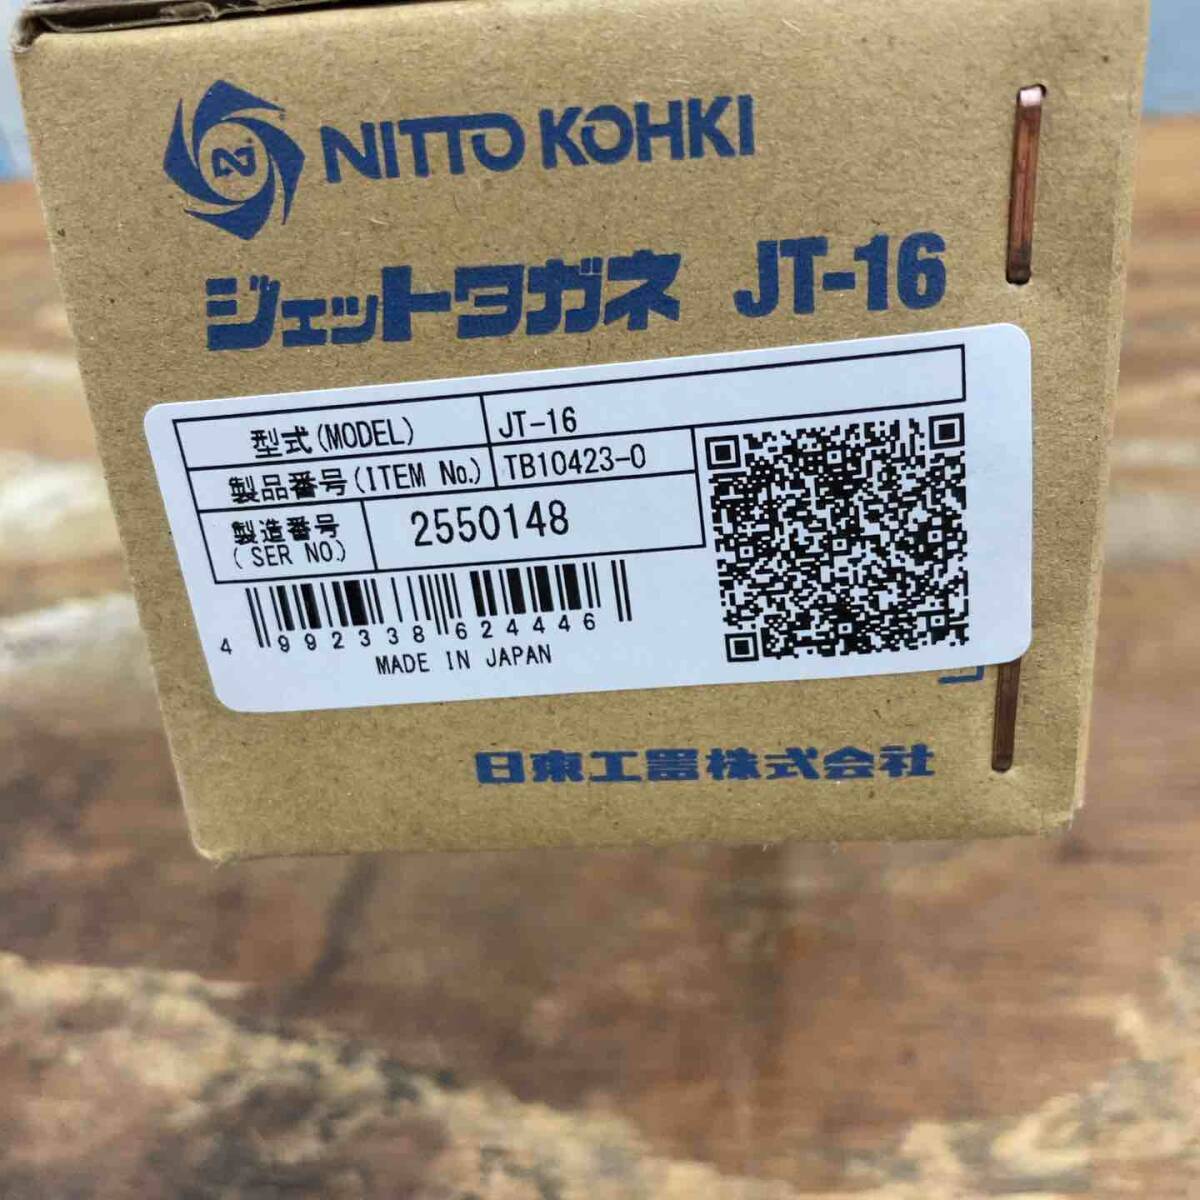 NITTO KOHKI
ジェットタガネ JT-16
型式(MODEL) JT-16
製品番号(ITEM No.) TB10423-0
製造番号 2550148
(SER NO.)
4 992338 624446
MADE IN JAPAN
日東工器株式会社